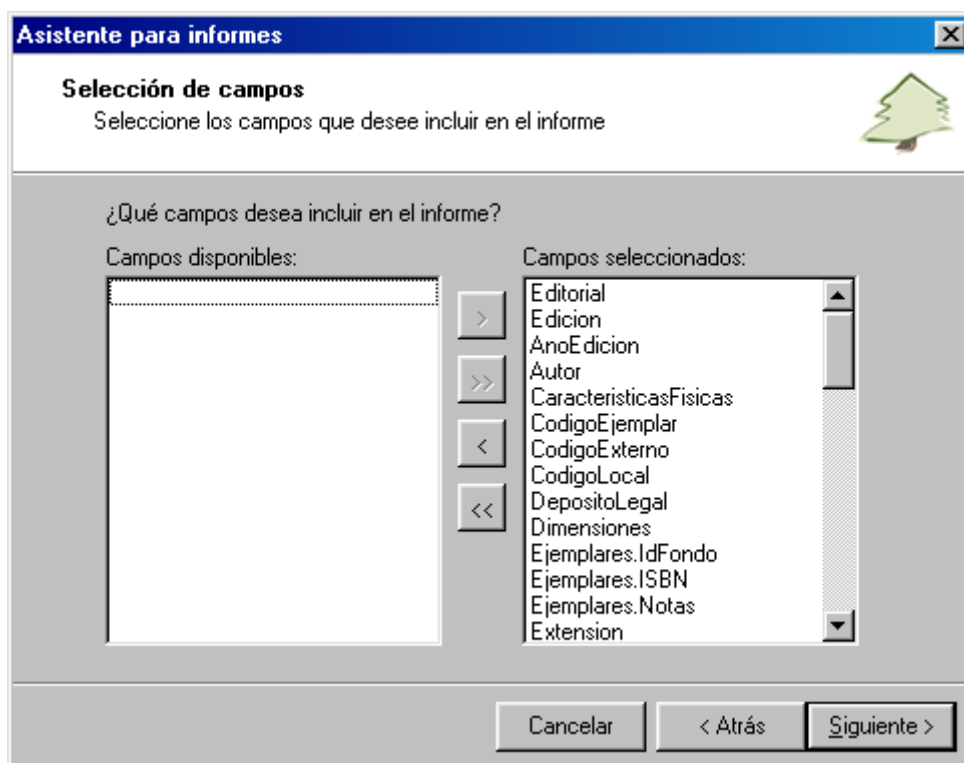 Asistente para informes
Selección de campos
Seleccione los campos que desee incluir en el informe
¿Qué campos desea incluir en el informe?
Campos disponibles:
Campos seleccionados:
>
>>
<
<<
Editorial
Edicion
AnoEdicion
Autor
CaracteristicasFisicas
CodigoEjemplar
CodigoExterno
CodigoLocal
DepositoLegal
Dimensiones
Ejemplares.IdFondo
Ejemplares.ISBN
Ejemplares.Notas
Extension
Cancelar
< Atrás
Siguiente >